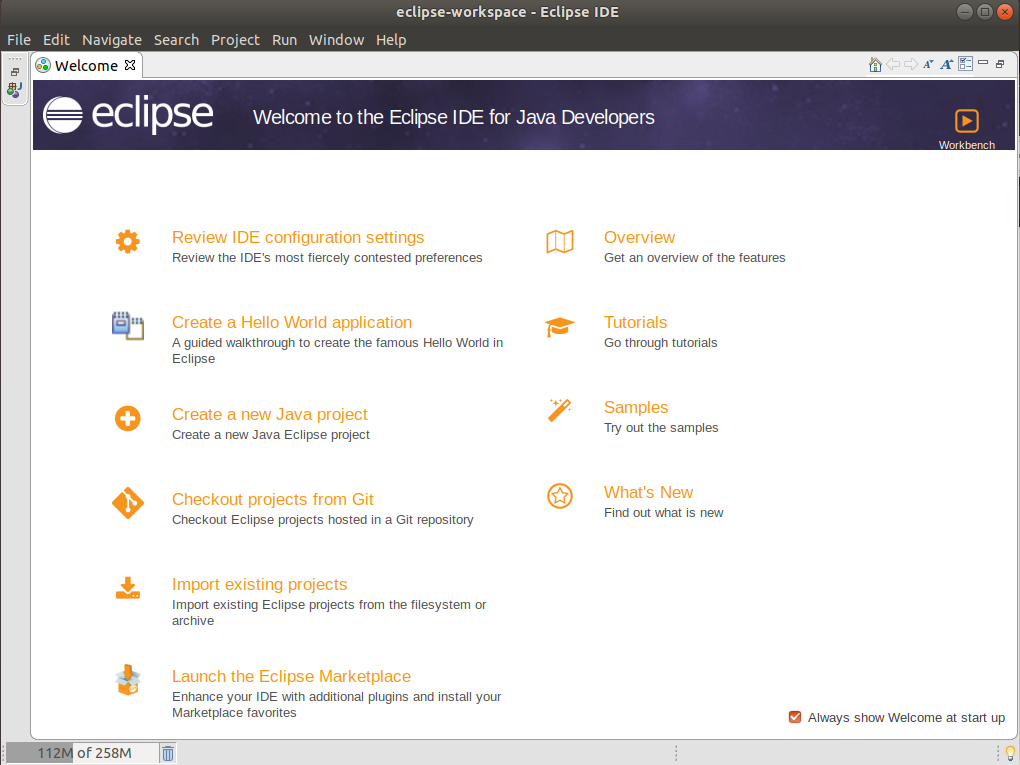 eclipse-workspace - Eclipse IDE
File Edit Navigate Search Project Run Window Help
Welcome
eclipse
Welcome to the Eclipse IDE for Java Developers
Workbench
Review IDE configuration settings
Review the IDE's most fiercely contested preferences
Create a Hello World application
A guided walkthrough to create the famous Hello World in
Eclipse
Create a new Java project
Create a new Java Eclipse project
Checkout projects from Git
Checkout Eclipse projects hosted in a Git repository
Import existing projects
Import existing Eclipse projects from the filesystem or
archive
Launch the Eclipse Marketplace
Enhance your IDE with additional plugins and install your
Marketplace favorites
Overview
Get an overview of the features
Tutorials
Go through tutorials
Samples
Try out the samples
What's New
Find out what is new
Always show Welcome at start up
112M of 258M